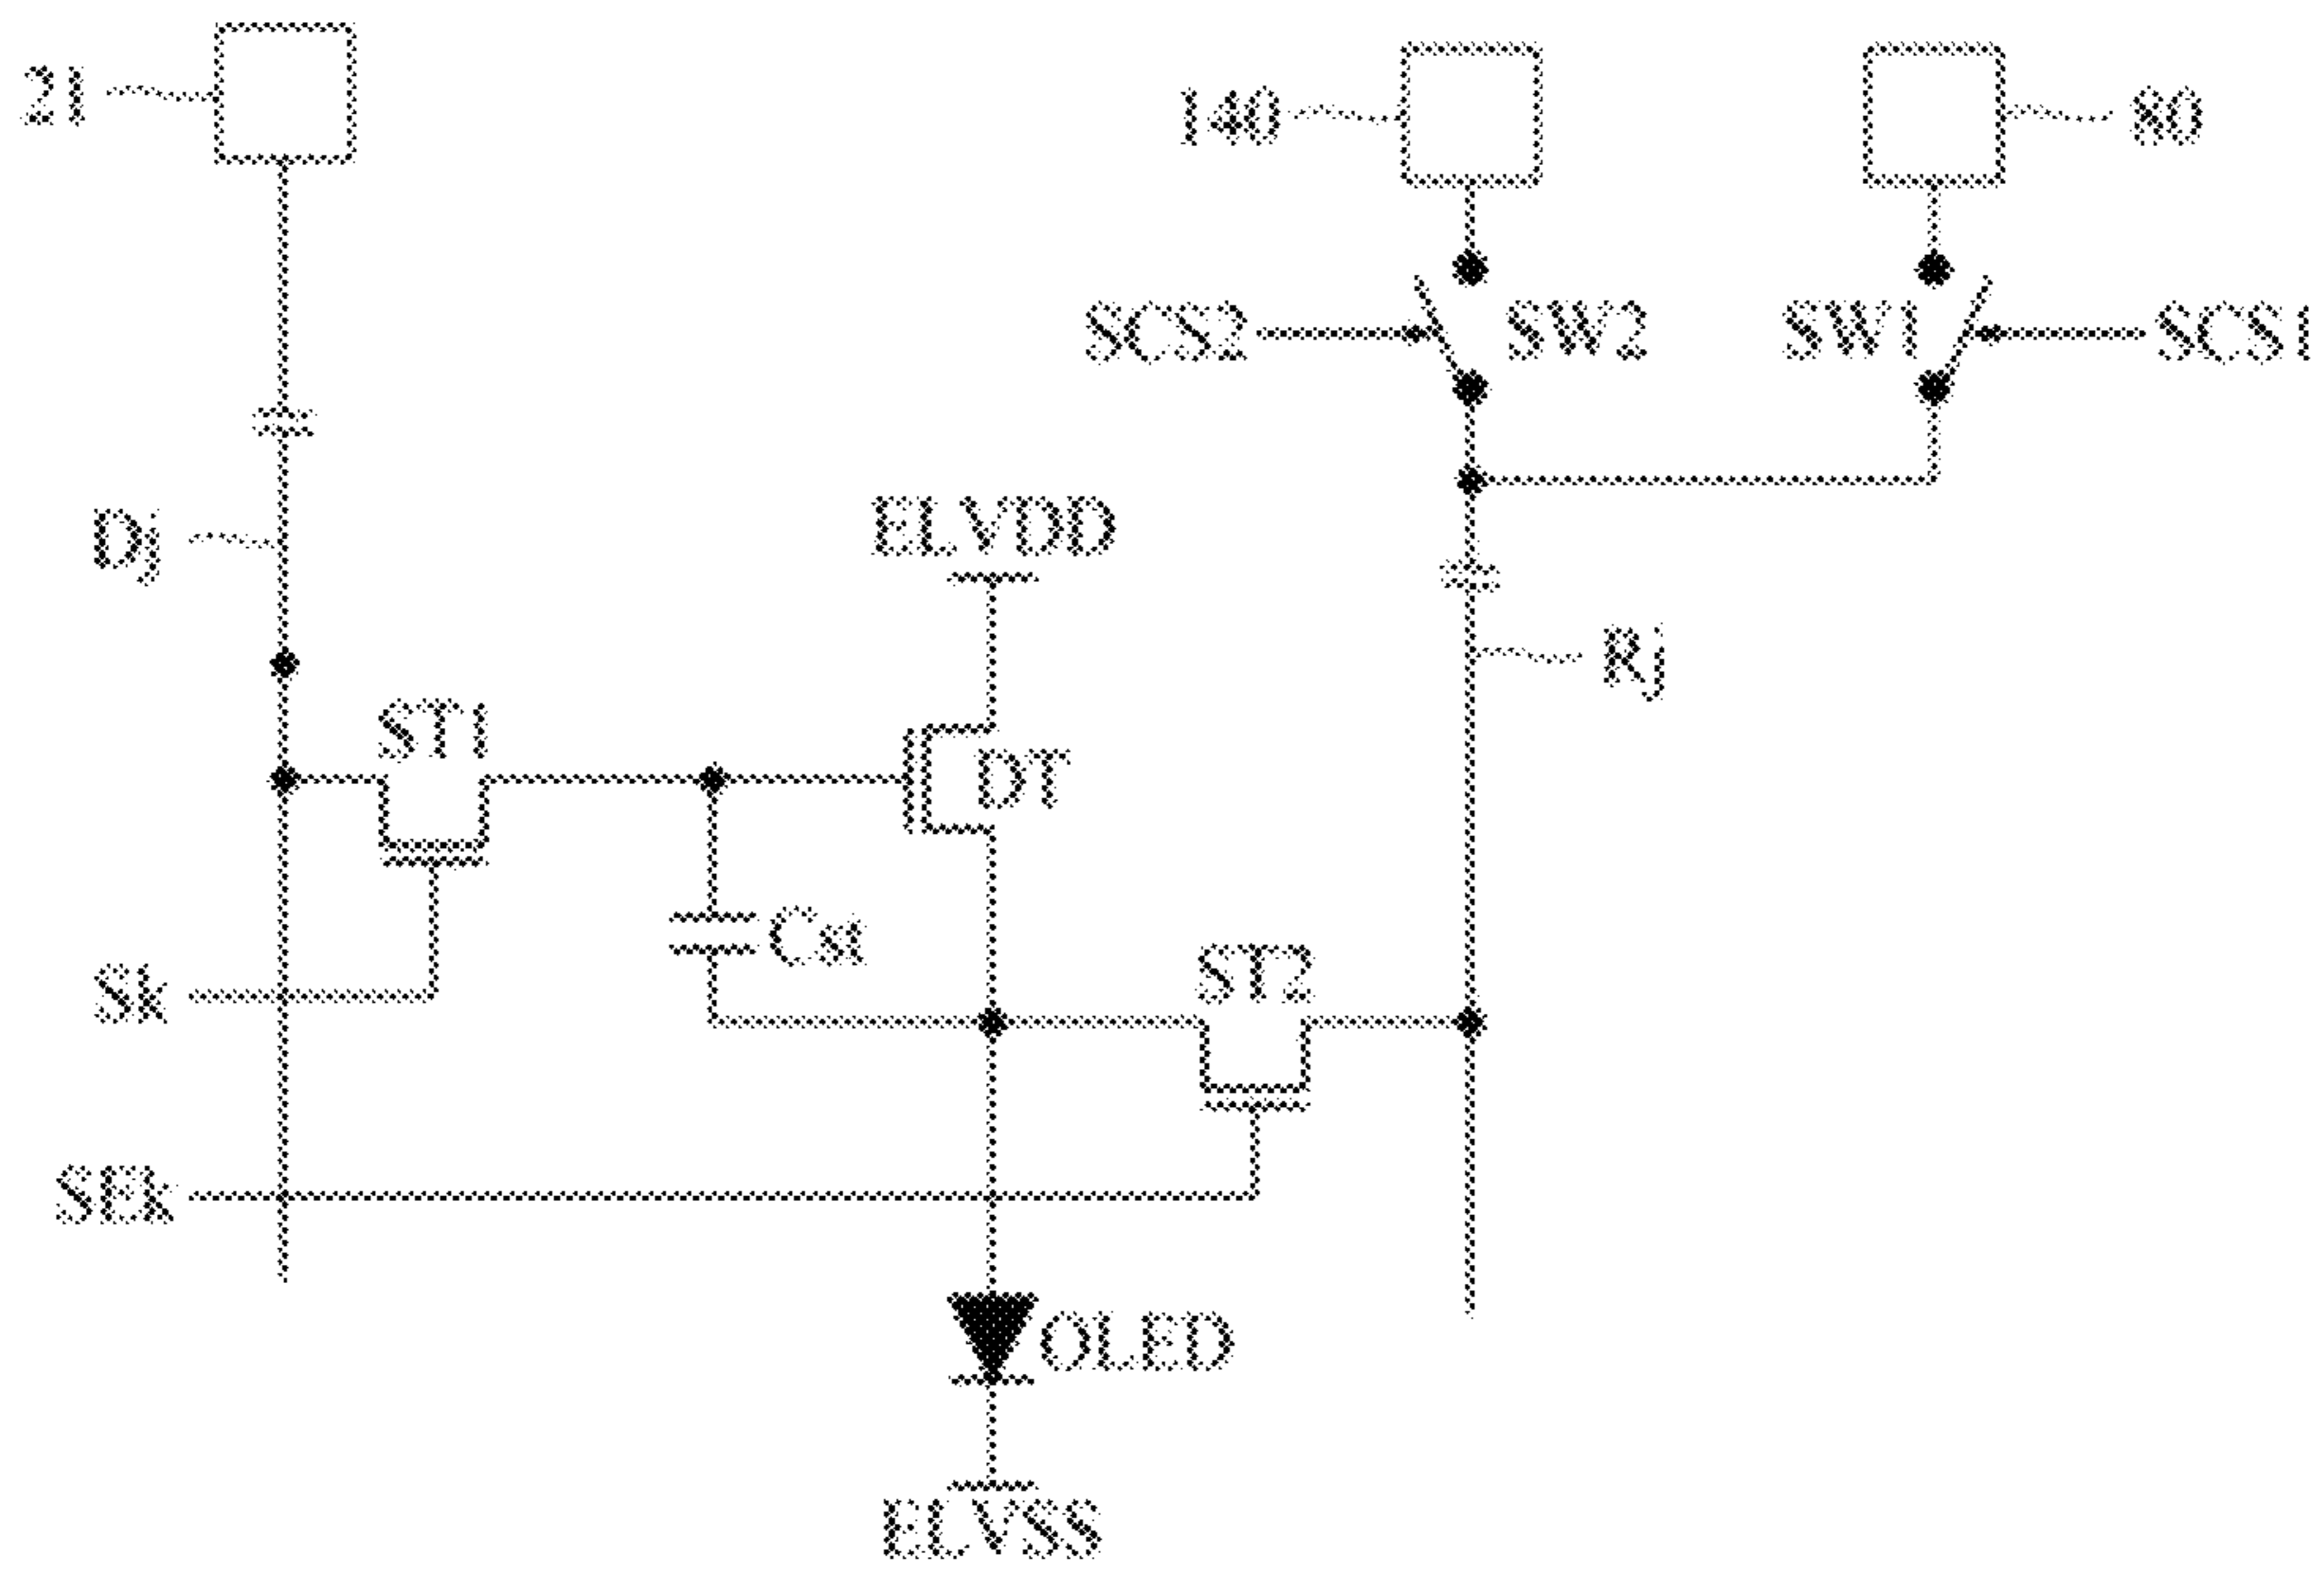 21
140
80
SCS2
SW2
SW1
SCS1
Dj
ELVDD
Rj
ST1
DT
Cst
ST2
Sk
SEk
OLED
ELVSS